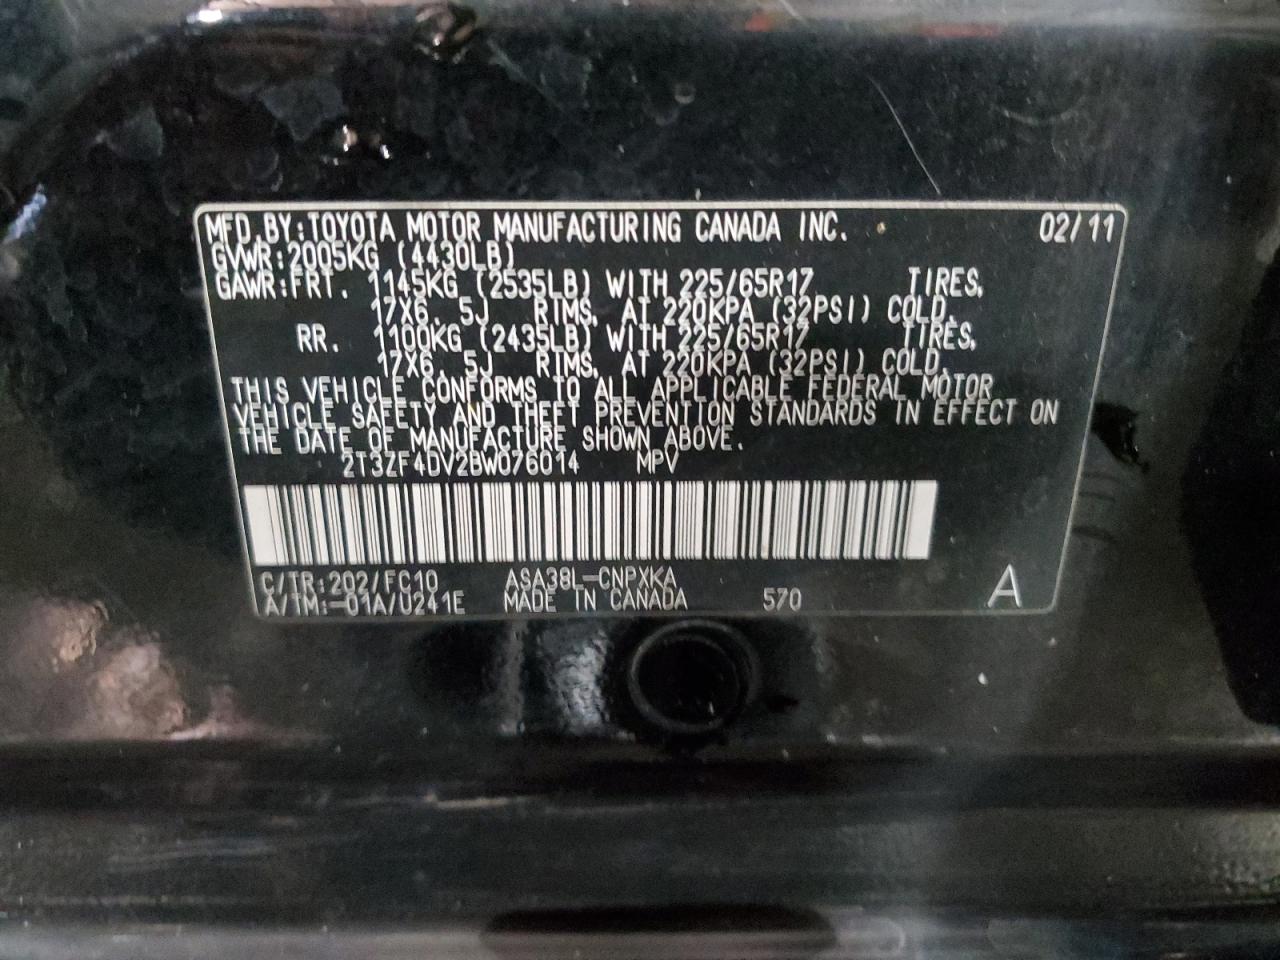 MFD.BY:TOYOTA MOTOR MANUFACTURING CANADA INC. 02/11
GVWR:2005KG (4430LB)
GAWR:FRT. 1145KG (2535LB) WITH 225/65R17 TIRES,
17X6.5J RIMS, AT 220KPA (32PSI) COLD.
RR. 1100KG (2435LB) WITH 225/65R17 TIRES,
17X6.5J RIMS, AT 220KPA (32PSI) COLD.
THIS VEHICLE CONFORMS TO ALL APPLICABLE FEDERAL MOTOR
VEHICLE SAFETY AND THEFT PREVENTION STANDARDS IN EFFECT ON
THE DATE OF MANUFACTURE SHOWN ABOVE.
2T3ZF4DV2BW076014 MPV
C/TR:202/FC10 ASA38L-CNPXKA
A/TM:-01A/U241E MADE IN CANADA 570 A